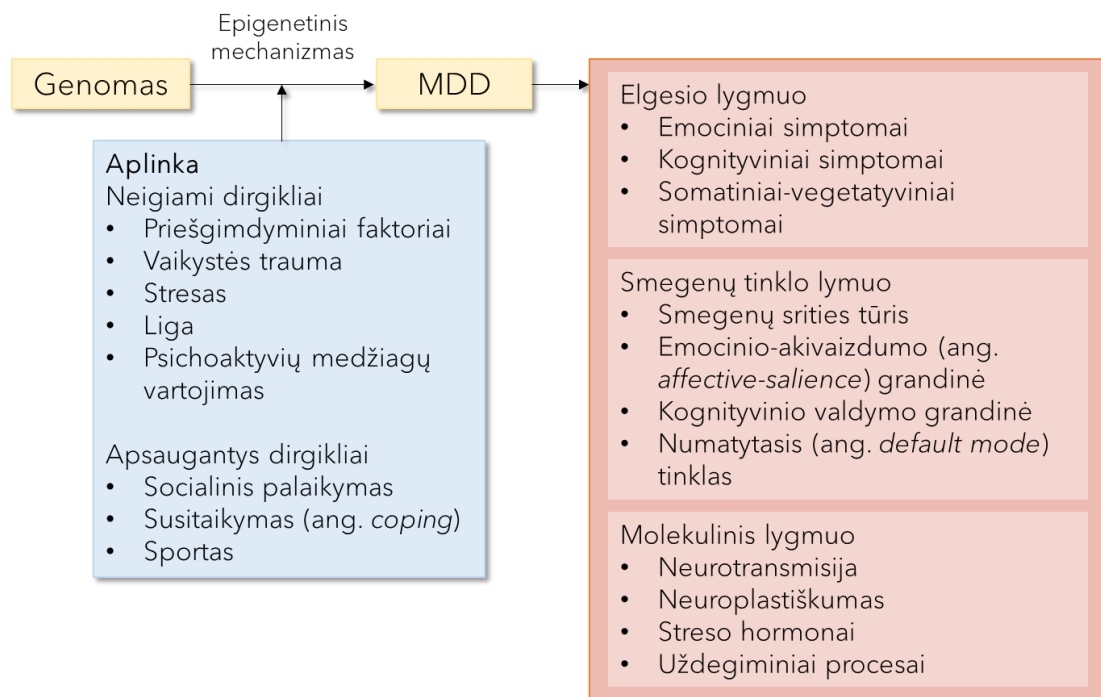 Epigenetinis
mechanizmas
Genomas
MDD
Aplinka
Neigiami dirgikliai
• Priešgimdyminiai faktoriai
• Vaikystės trauma
• Stresas
• Liga
• Psichoaktyvių medžiagų
vartojimas
Apsaugantys dirgikliai
• Socialinis palaikymas
• Susitaikymas (ang. coping)
• Sportas
Elgesio lygmuo
• Emociniai simptomai
• Kognityviniai simptomai
• Somatiniai-vegetatyviniai
simptomai
Smegenų tinklo lymuo
• Smegenų srities tūris
• Emocinio-akivaizdumo (ang.
affective-salience) grandinė
• Kognityvinio valdymo grandinė
• Numatytasis (ang. default mode)
tinklas
Molekulinis lygmuo
• Neurotransmisija
• Neuroplastiškumas
• Streso hormonai
• Uždegiminiai procesai